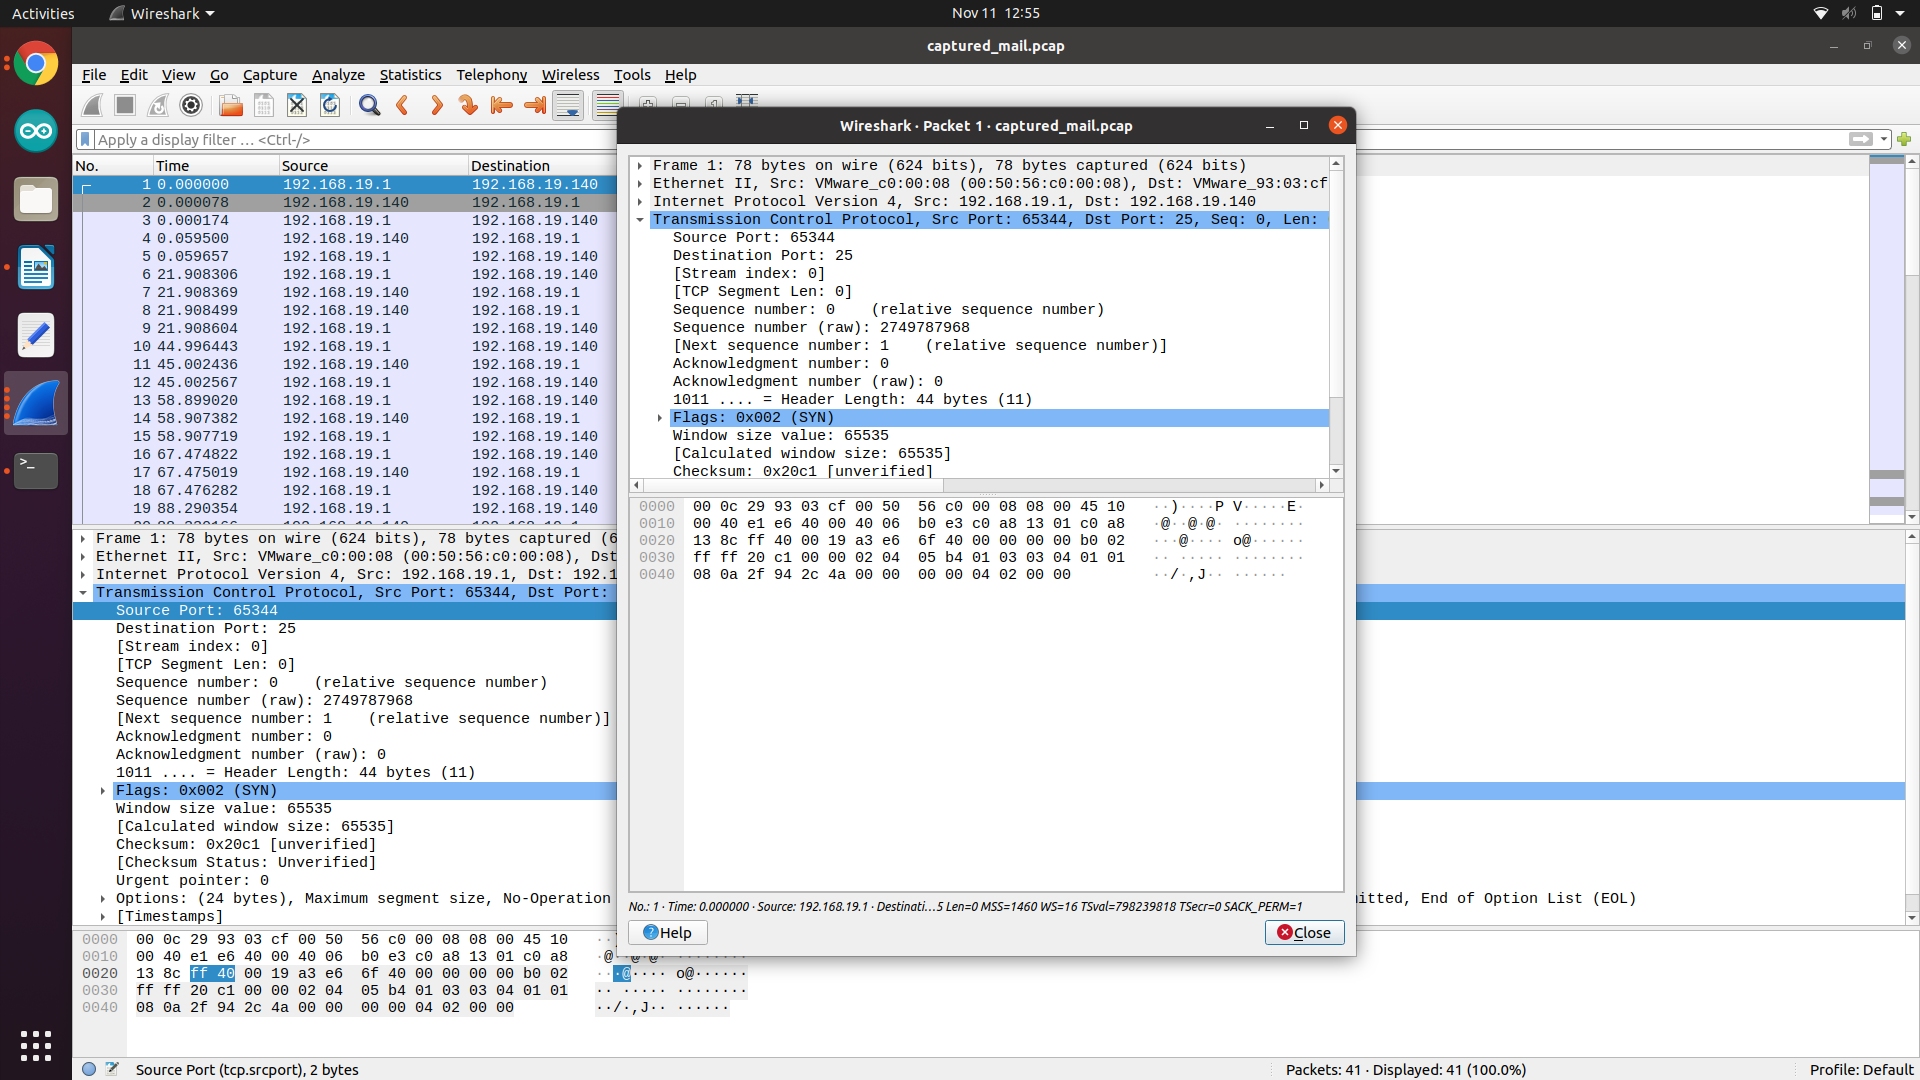 Activities
Wireshark
Nov 11 12:55
captured_mail.pcap
File Edit View Go Capture Analyze Statistics Telephony Wireless Tools Help
Apply a display filter … <Ctrl-/>
No. Time Source Destination
1 0.000000 192.168.19.1 192.168.19.140
2 0.000078 192.168.19.140 192.168.19.1
3 0.000174 192.168.19.1 192.168.19.140
4 0.059500 192.168.19.140 192.168.19.1
5 0.059657 192.168.19.1 192.168.19.140
6 21.908306 192.168.19.1 192.168.19.140
7 21.908369 192.168.19.140 192.168.19.1
8 21.908499 192.168.19.140 192.168.19.1
9 21.908604 192.168.19.1 192.168.19.140
10 44.996443 192.168.19.1 192.168.19.140
11 45.002436 192.168.19.140 192.168.19.1
12 45.002567 192.168.19.1 192.168.19.140
13 58.899020 192.168.19.1 192.168.19.140
14 58.907382 192.168.19.140 192.168.19.1
15 58.907719 192.168.19.1 192.168.19.140
16 67.474822 192.168.19.1 192.168.19.140
17 67.475019 192.168.19.140 192.168.19.1
18 67.476282 192.168.19.1 192.168.19.140
19 88.290354 192.168.19.1 192.168.19.140
Frame 1: 78 bytes on wire (624 bits), 78 bytes captured (6
Ethernet II, Src: VMware_c0:00:08 (00:50:56:c0:00:08), Dst
Internet Protocol Version 4, Src: 192.168.19.1, Dst: 192.1
Transmission Control Protocol, Src Port: 65344, Dst Port:
Source Port: 65344
Destination Port: 25
[Stream index: 0]
[TCP Segment Len: 0]
Sequence number: 0 (relative sequence number)
Sequence number (raw): 2749787968
[Next sequence number: 1 (relative sequence number)]
Acknowledgment number: 0
Acknowledgment number (raw): 0
1011 .... = Header Length: 44 bytes (11)
Flags: 0x002 (SYN)
Window size value: 65535
[Calculated window size: 65535]
Checksum: 0x20c1 [unverified]
[Checksum Status: Unverified]
Urgent pointer: 0
Options: (24 bytes), Maximum segment size, No-Operation
itted, End of Option List (EOL)
[Timestamps]
0000 00 0c 29 93 03 cf 00 50 56 c0 00 08 08 00 45 10
0010 00 40 e1 e6 40 00 40 06 b0 e3 c0 a8 13 01 c0 a8 ·@··@·@· ········
0020 13 8c ff 40 00 19 a3 e6 6f 40 00 00 00 00 b0 02 ···@···· o@······
0030 ff ff 20 c1 00 00 02 04 05 b4 01 03 03 04 01 01 ·· ····· ········
0040 08 0a 2f 94 2c 4a 00 00 00 00 04 02 00 00 ··/·,J·· ······
Source Port (tcp.srcport), 2 bytes
Packets: 41 · Displayed: 41 (100.0%)
Profile: Default
Wireshark · Packet 1 · captured_mail.pcap
Frame 1: 78 bytes on wire (624 bits), 78 bytes captured (624 bits)
Ethernet II, Src: VMware_c0:00:08 (00:50:56:c0:00:08), Dst: VMware_93:03:cf
Internet Protocol Version 4, Src: 192.168.19.1, Dst: 192.168.19.140
Transmission Control Protocol, Src Port: 65344, Dst Port: 25, Seq: 0, Len:
Source Port: 65344
Destination Port: 25
[Stream index: 0]
[TCP Segment Len: 0]
Sequence number: 0 (relative sequence number)
Sequence number (raw): 2749787968
[Next sequence number: 1 (relative sequence number)]
Acknowledgment number: 0
Acknowledgment number (raw): 0
1011 .... = Header Length: 44 bytes (11)
Flags: 0x002 (SYN)
Window size value: 65535
[Calculated window size: 65535]
Checksum: 0x20c1 [unverified]
0000 00 0c 29 93 03 cf 00 50 56 c0 00 08 08 00 45 10 ··)····P V·····E·
0010 00 40 e1 e6 40 00 40 06 b0 e3 c0 a8 13 01 c0 a8 ·@··@·@· ········
0020 13 8c ff 40 00 19 a3 e6 6f 40 00 00 00 00 b0 02 ···@···· o@······
0030 ff ff 20 c1 00 00 02 04 05 b4 01 03 03 04 01 01 ·· ····· ········
0040 08 0a 2f 94 2c 4a 00 00 00 00 04 02 00 00 ··/·,J·· ······
No.: 1 · Time: 0.000000 · Source: 192.168.19.1 · Destinati…5 Len=0 MSS=1460 WS=16 TSval=798239818 TSecr=0 SACK_PERM=1
Help
Close